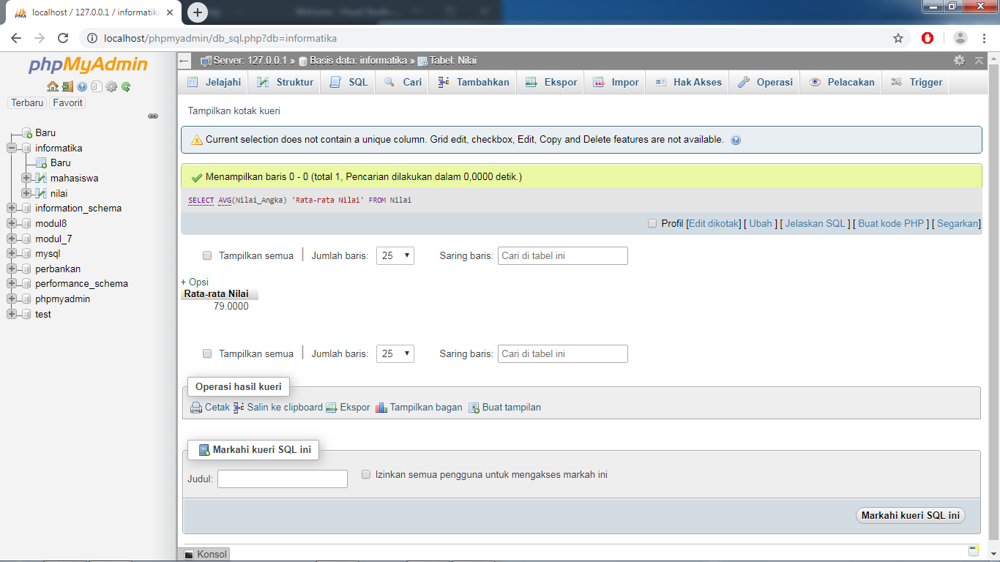 localhost / 127.0.0.1 / informatika
localhost/phpmyadmin/db_sql.php?db=informatika
phpMyAdmin
Terbaru Favorit
Baru
informatika
Baru
mahasiswa
nilai
information_schema
modul8
modul_7
mysql
perbankan
performance_schema
phpmyadmin
test
Server: 127.0.0.1 » Basis data: informatika » Tabel: Nilai
Jelajahi Struktur SQL Cari Tambahkan Ekspor Impor Hak Akses Operasi Pelacakan Trigger
Tampilkan kotak kueri
Current selection does not contain a unique column. Grid edit, checkbox, Edit, Copy and Delete features are not available.
Menampilkan baris 0 - 0 (total 1, Pencarian dilakukan dalam 0,0000 detik.)
SELECT AVG(Nilai_Angka) 'Rata-rata Nilai' FROM Nilai
Profil [Edit dikotak] [ Ubah ] [ Jelaskan SQL ] [ Buat kode PHP ] [ Segarkan]
Tampilkan semua | Jumlah baris: 25 Saring baris: Cari di tabel ini
+ Opsi
Rata-rata Nilai
79.0000
Tampilkan semua | Jumlah baris: 25 Saring baris: Cari di tabel ini
Operasi hasil kueri
Cetak Salin ke clipboard Ekspor Tampilkan bagan Buat tampilan
Markahi kueri SQL ini
Judul: Izinkan semua pengguna untuk mengakses markah ini
Markahi kueri SQL ini
Konsol